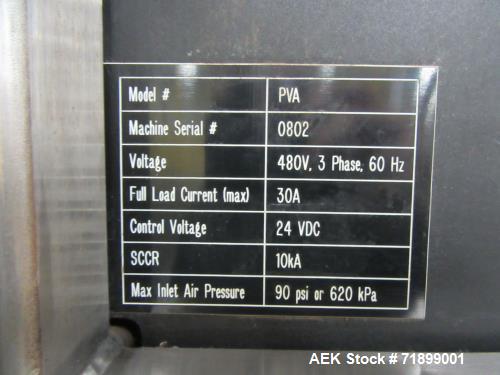 Model # PVA
Machine Serial # 0802
Voltage 480V, 3 Phase, 60 Hz
Full Load Current (max) 30A
Control Voltage 24 VDC
SCCR 10kA
Max Inlet Air Pressure 90 psi or 620 kPa
AEK Stock # 71899001